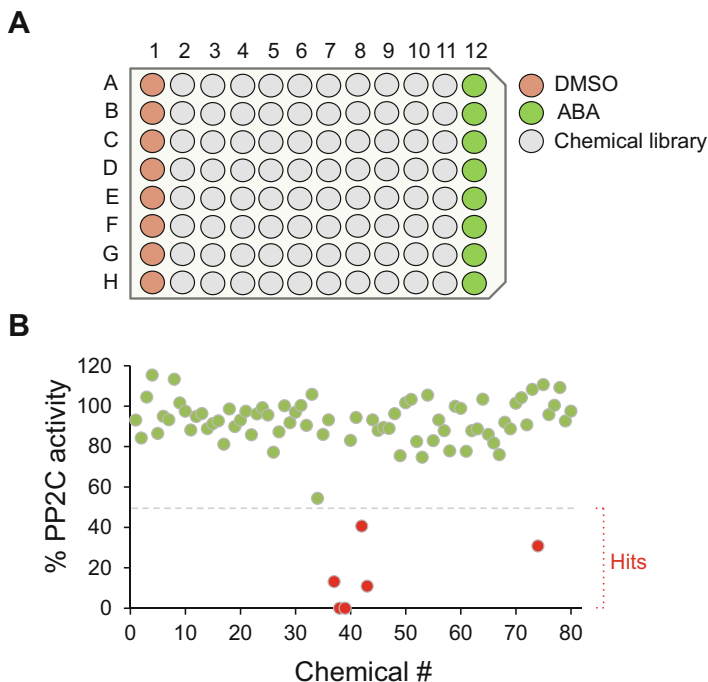 A
1 2 3 4 5 6 7 8 9 10 11 12
A
B
C
D
E
F
G
H
DMSO
ABA
Chemical library
B
% PP2C activity
120
100
80
60
40
20
0
0 10 20 30 40 50 60 70 80
Chemical #
Hits